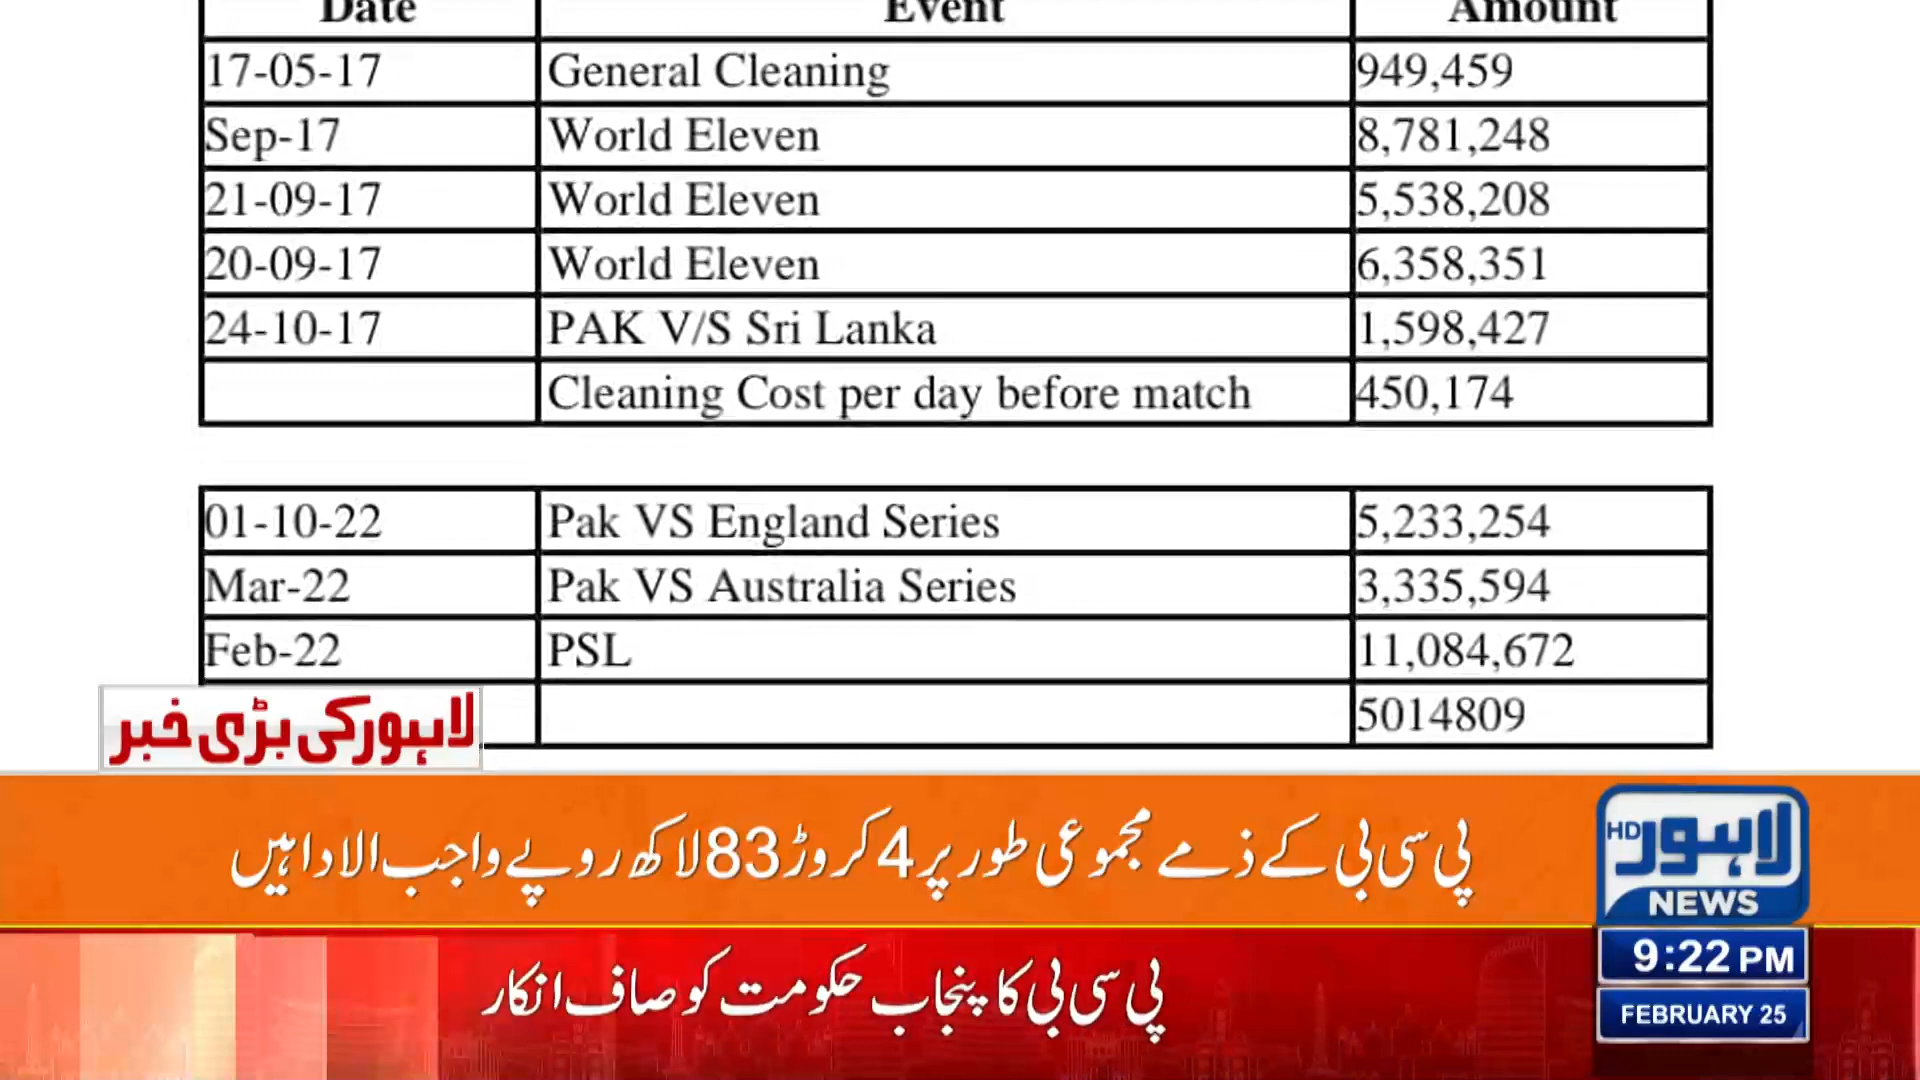 Date Event Amount
17-05-17 General Cleaning 949,459
Sep-17 World Eleven 8,781,248
21-09-17 World Eleven 5,538,208
20-09-17 World Eleven 6,358,351
24-10-17 PAK V/S Sri Lanka 1,598,427
Cleaning Cost per day before match 450,174
01-10-22 Pak VS England Series 5,233,254
Mar-22 Pak VS Australia Series 3,335,594
Feb-22 PSL 11,084,672
5014809
لاہور کی بڑی خبر
پی سی بی کے ذمے مجموعی طور پر 4 کروڑ 83 لاکھ روپے واجب الادا ہیں
لاہور HD
NEWS
پی سی بی کا پنجاب حکومت کو صاف انکار
9:22 PM
FEBRUARY 25